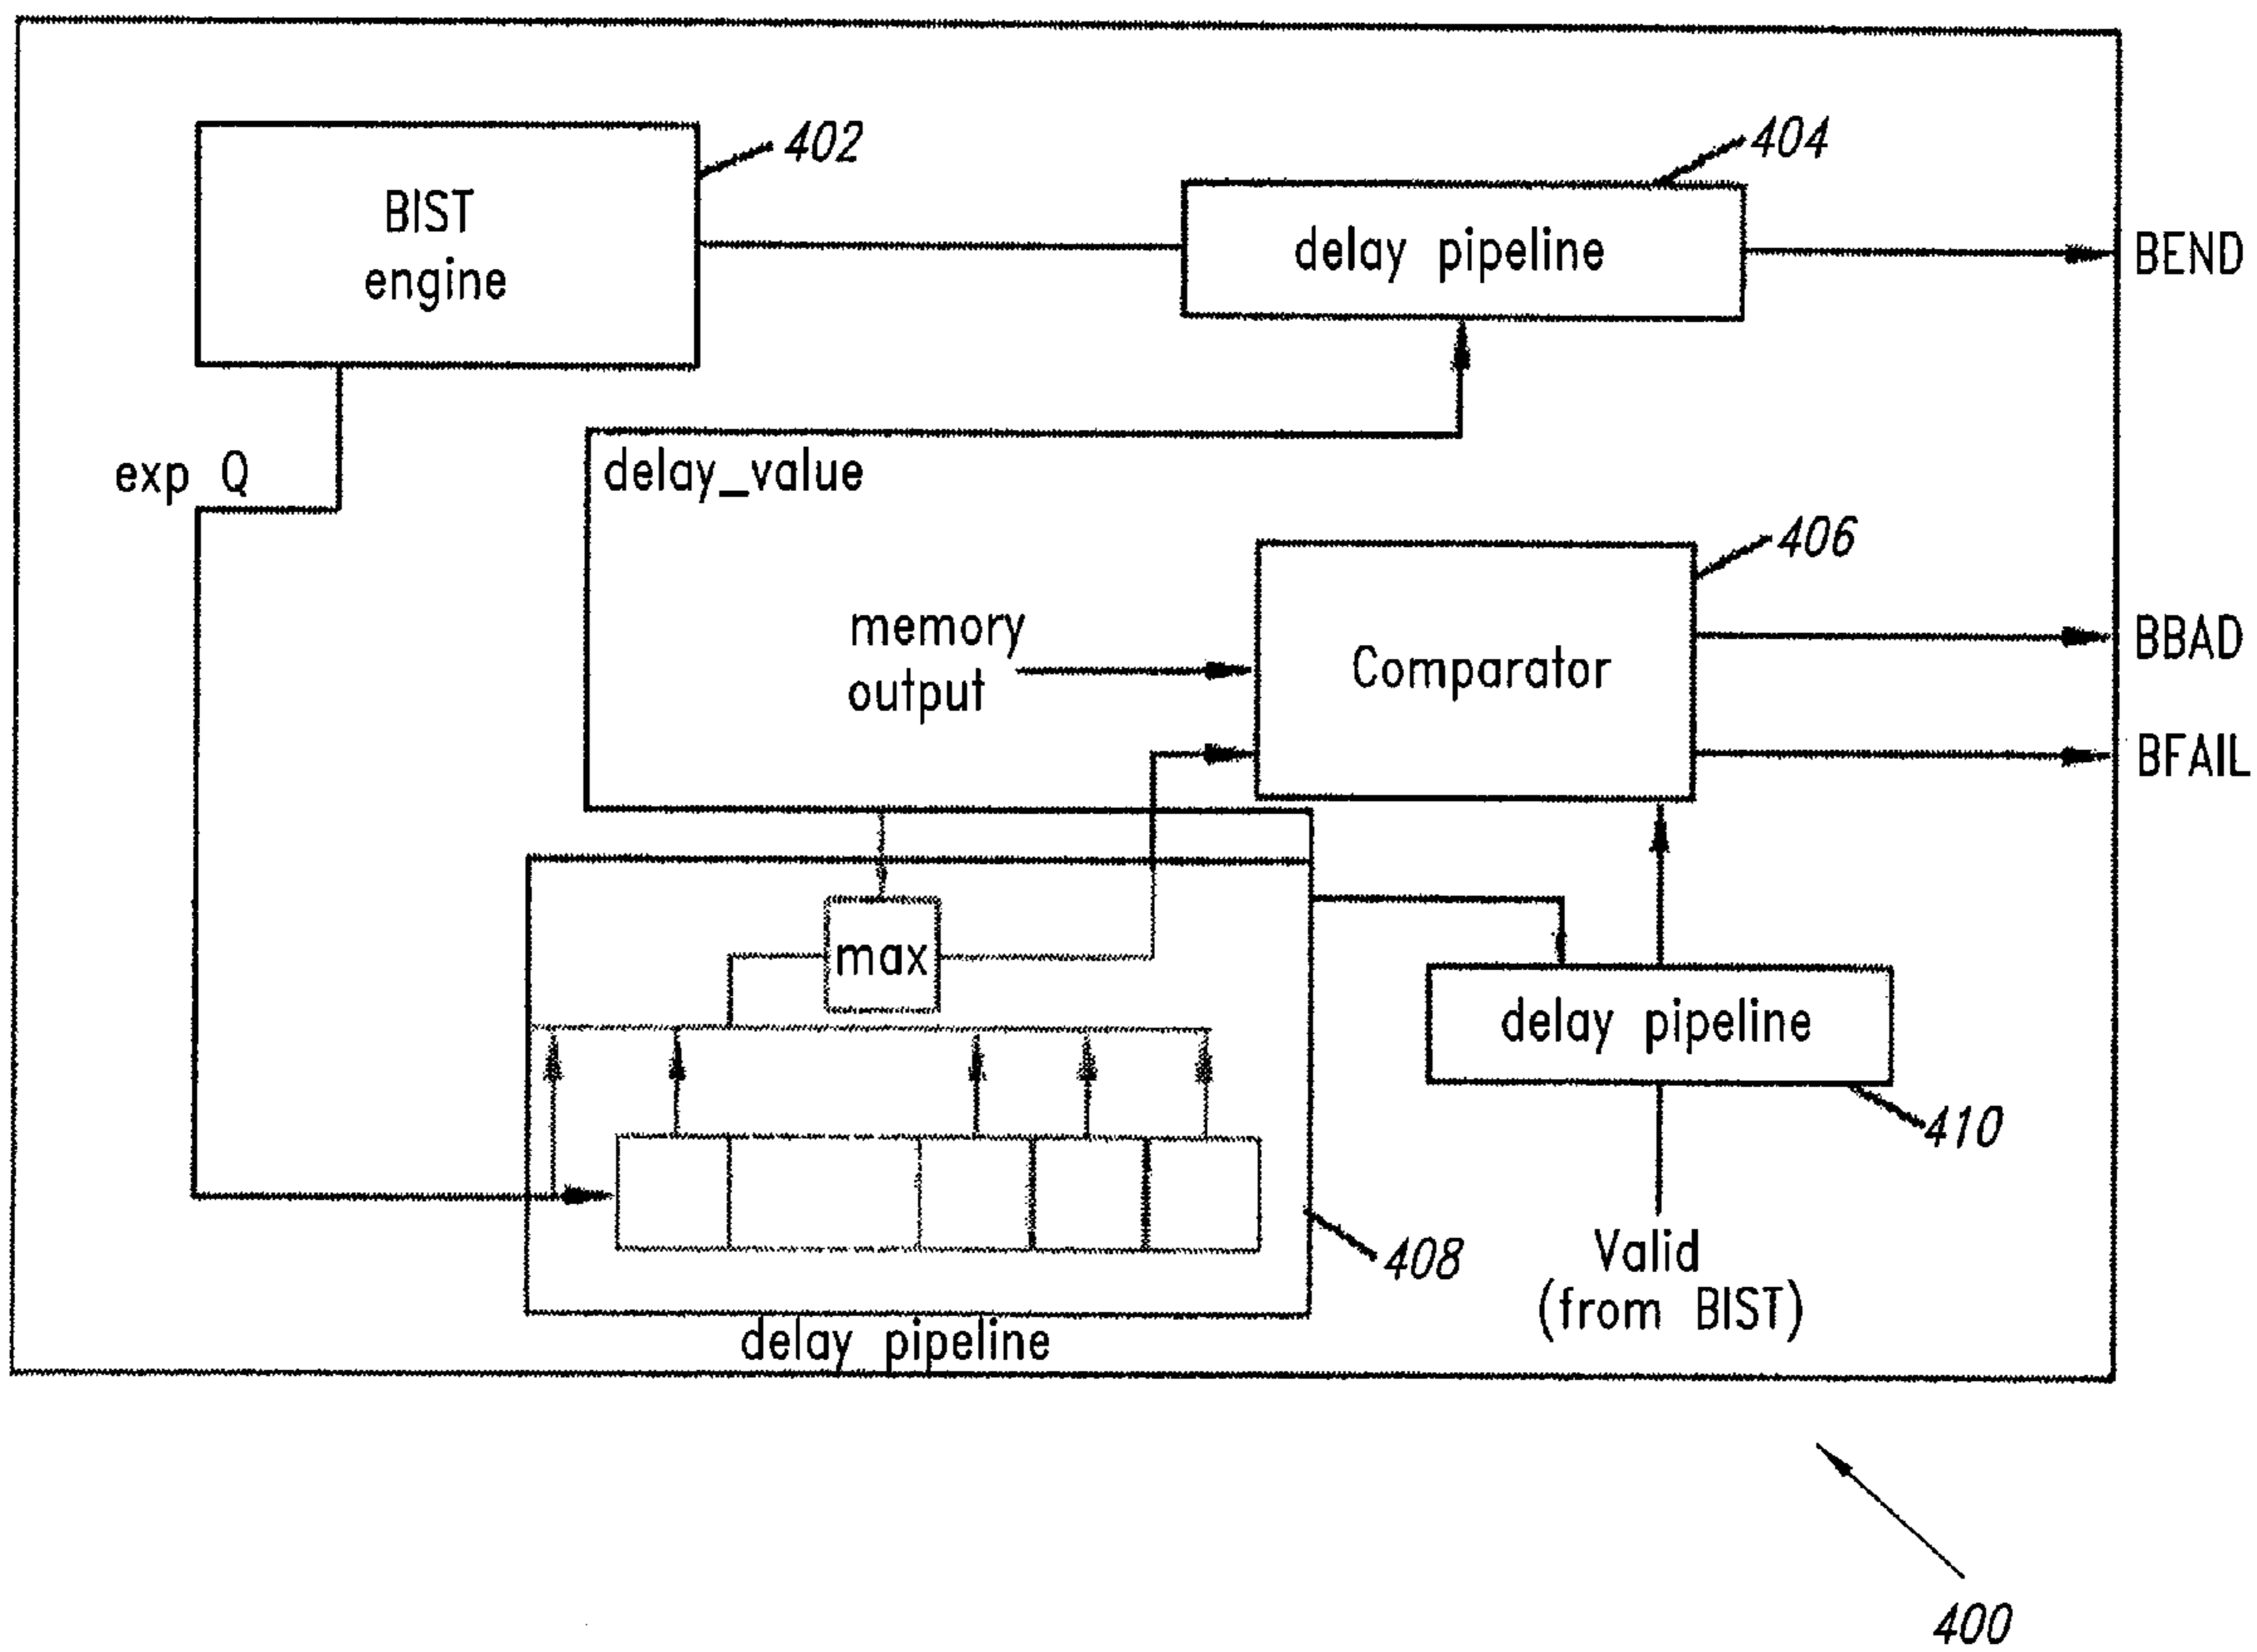 402
BIST
engine
404
delay pipeline
BEND
exp Q
delay_value
406
memory
output
Comparator
BBAD
BFAIL
max
delay pipeline
410
408
Valid
(from BIST)
delay pipeline
400